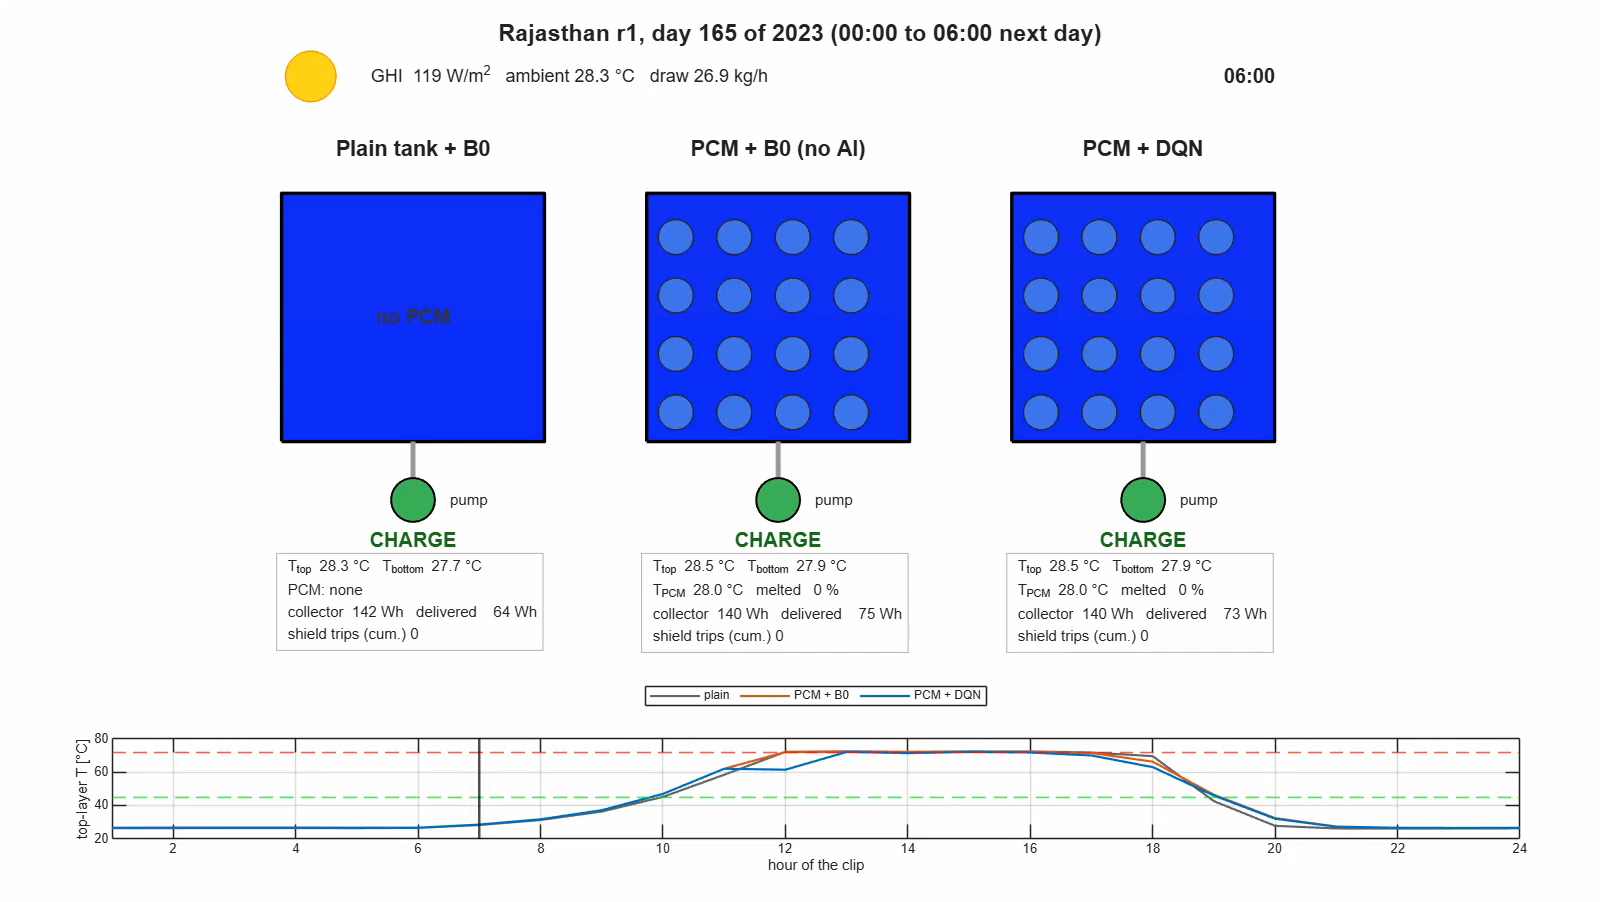 Rajasthan r1, day 165 of 2023 (00:00 to 06:00 next day)
GHI 119 W/m2 ambient 28.3 °C draw 26.9 kg/h
06:00
Plain tank + B0
PCM + B0 (no AI)
PCM + DQN
no PCM
pump
pump
pump
CHARGE
CHARGE
CHARGE
Ttop 28.3 °C Tbottom 27.7 °C
PCM: none
collector 142 Wh delivered 64 Wh
shield trips (cum.) 0
Ttop 28.5 °C Tbottom 27.9 °C
TPCM 28.0 °C melted 0 %
collector 140 Wh delivered 75 Wh
shield trips (cum.) 0
Ttop 28.5 °C Tbottom 27.9 °C
TPCM 28.0 °C melted 0 %
collector 140 Wh delivered 73 Wh
shield trips (cum.) 0
plain PCM + B0 PCM + DQN
top-layer T [°C]
80
60
40
20
2 4 6 8 10 12 14 16 18 20 22 24
hour of the clip